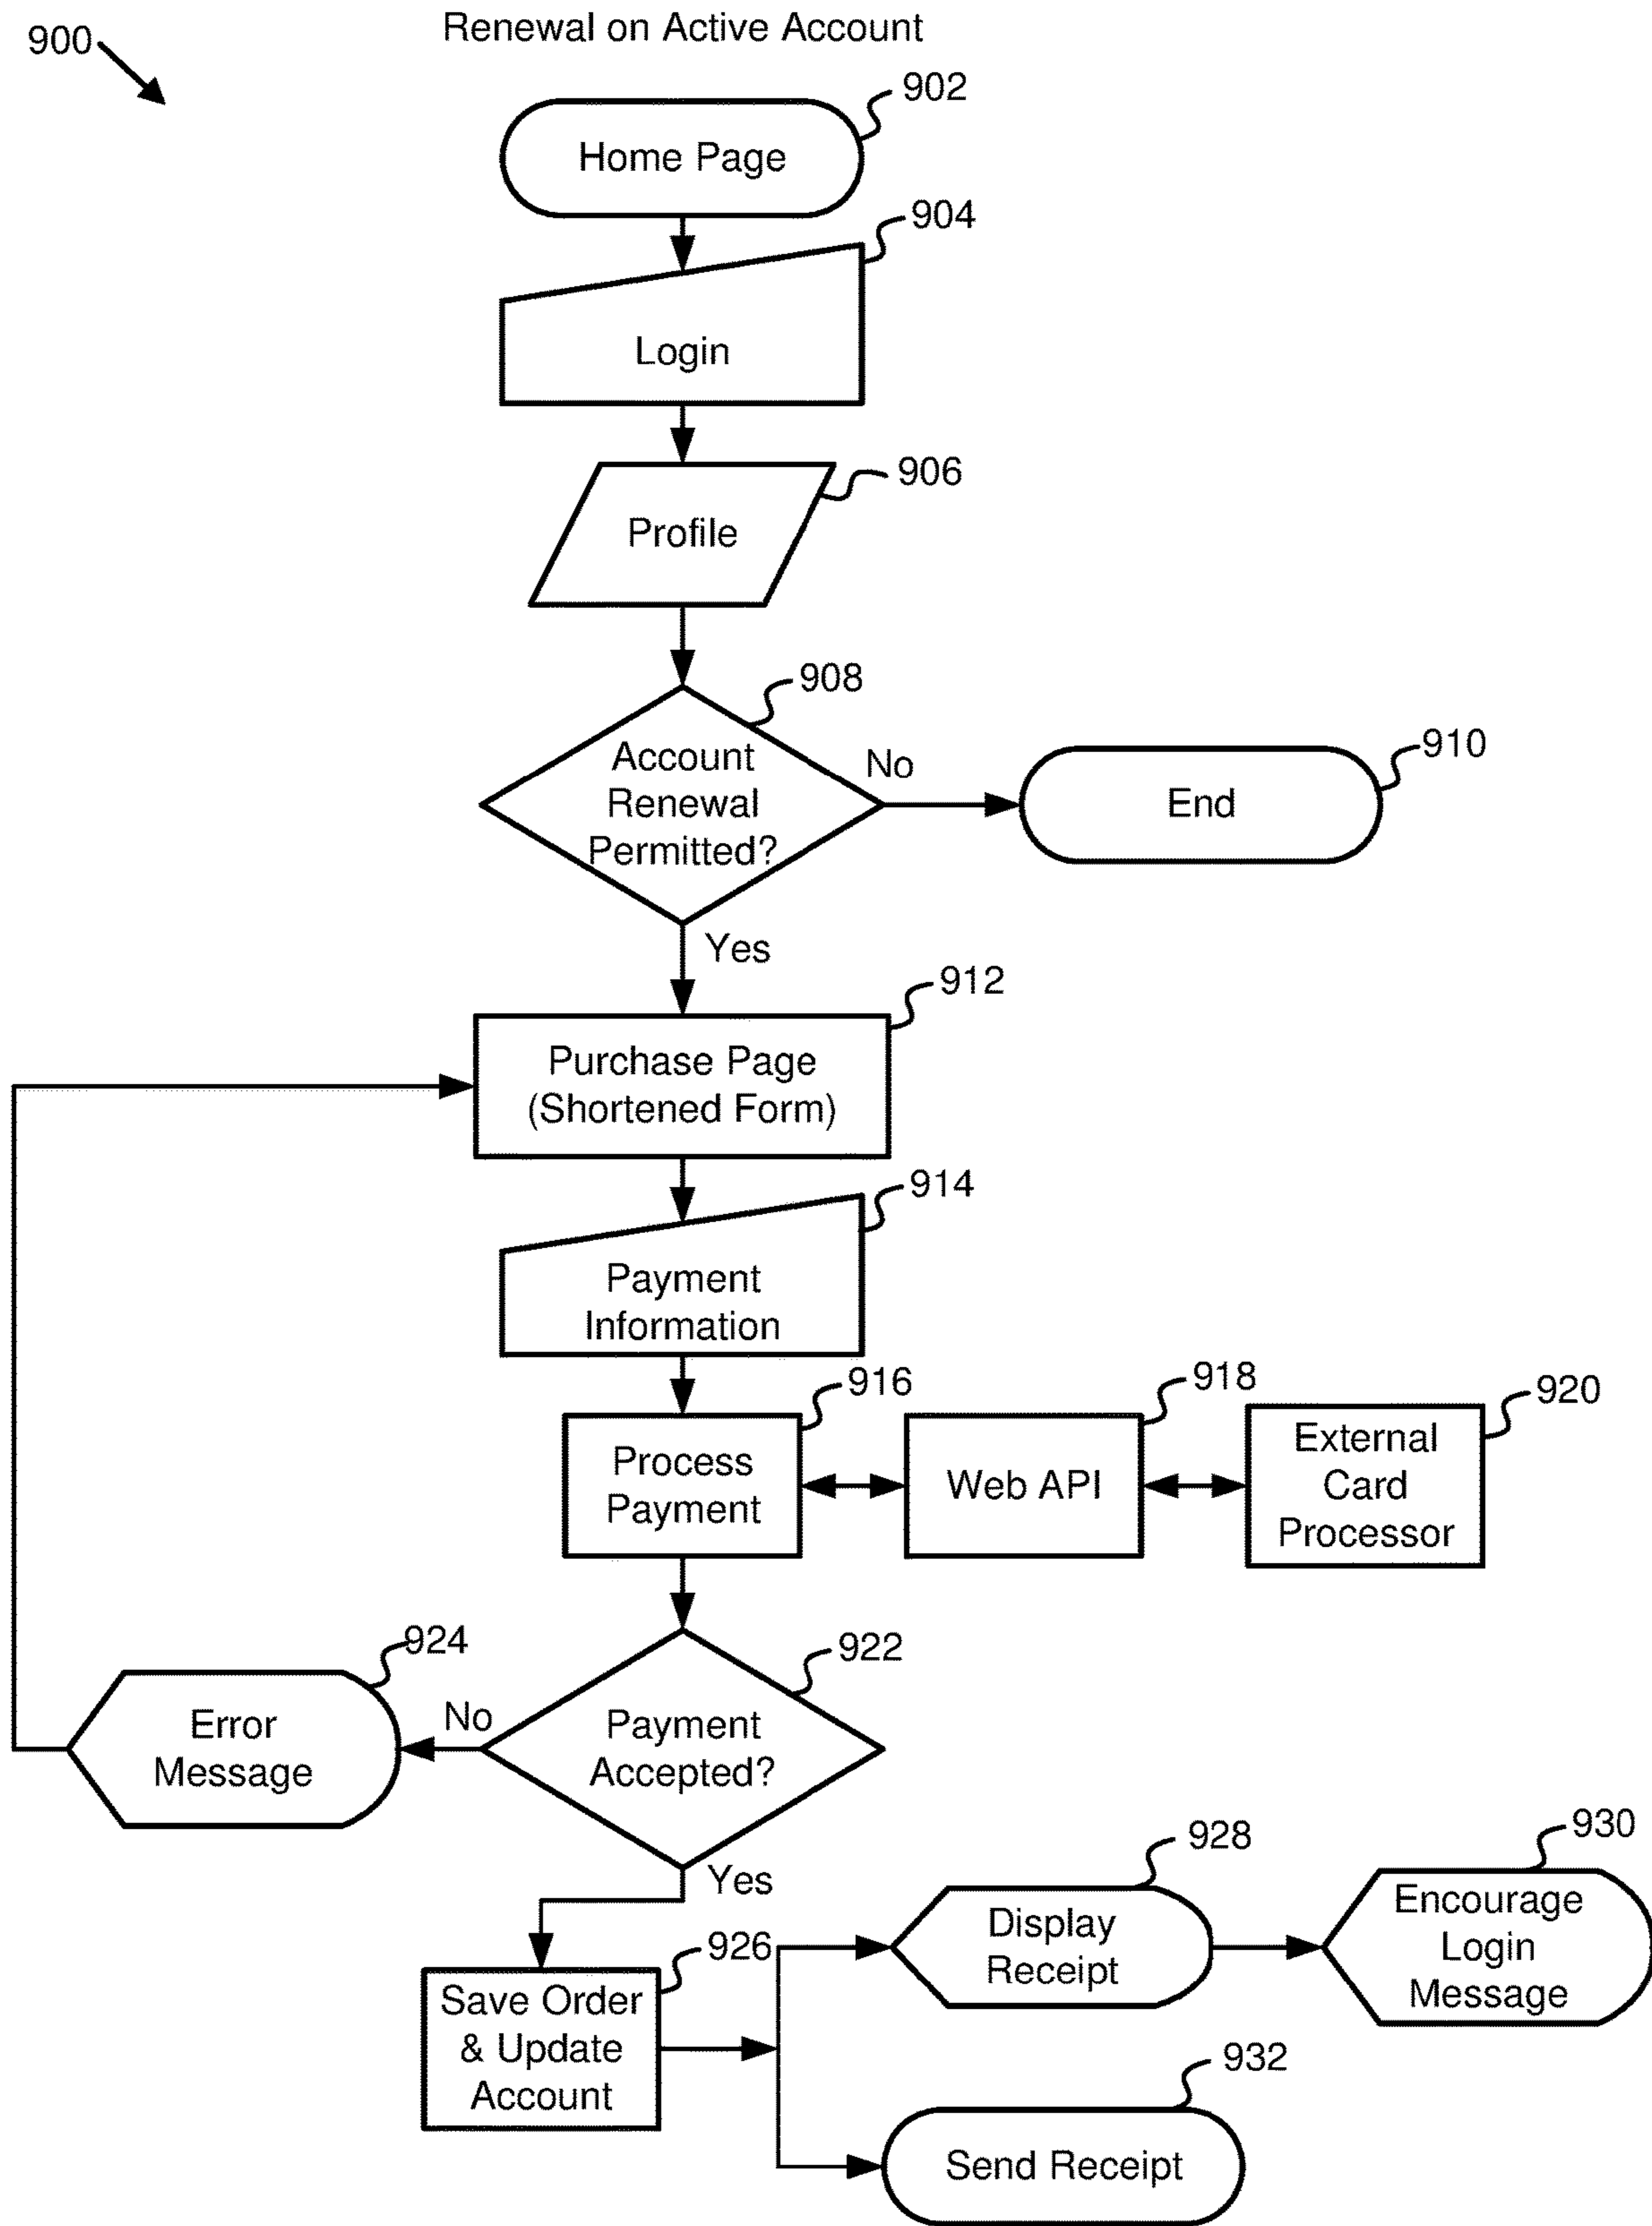 900
Renewal on Active Account
902
Home Page
904
Login
906
Profile
908
Account
Renewal
Permitted?
No
910
End
Yes
912
Purchase Page
(Shortened Form)
914
Payment
Information
916
Process
Payment
918
Web API
920
External
Card
Processor
922
Payment
Accepted?
No
924
Error
Message
Yes
926
Save Order
& Update
Account
928
Display
Receipt
930
Encourage
Login
Message
932
Send Receipt